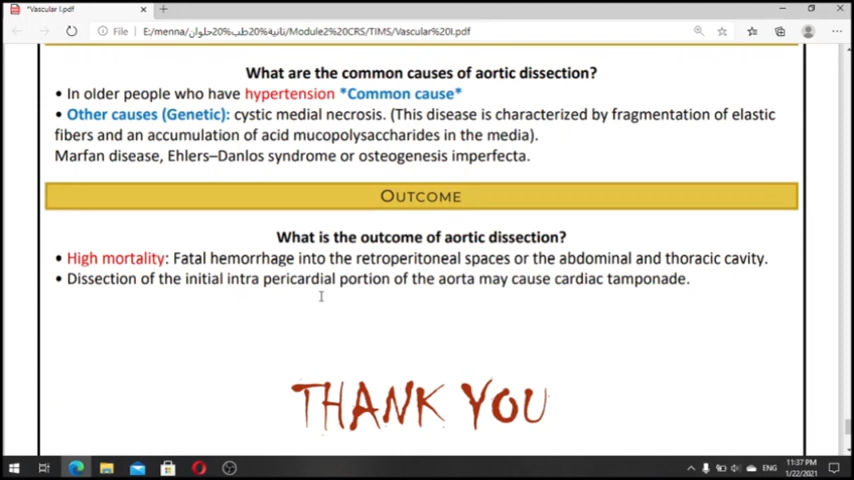 *Vascular I.pdf
File
E:/menna/ثانية%20طب%20حلوان/Module2%20CRS/TIMS/Vascular%20I.pdf
What are the common causes of aortic dissection?
• In older people who have hypertension *Common cause*
• Other causes (Genetic): cystic medial necrosis. (This disease is characterized by fragmentation of elastic
fibers and an accumulation of acid mucopolysaccharides in the media).
Marfan disease, Ehlers–Danlos syndrome or osteogenesis imperfecta.
OUTCOME
What is the outcome of aortic dissection?
• High mortality: Fatal hemorrhage into the retroperitoneal spaces or the abdominal and thoracic cavity.
• Dissection of the initial intra pericardial portion of the aorta may cause cardiac tamponade.
THANK YOU
ENG
11:37 PM
1/22/2021